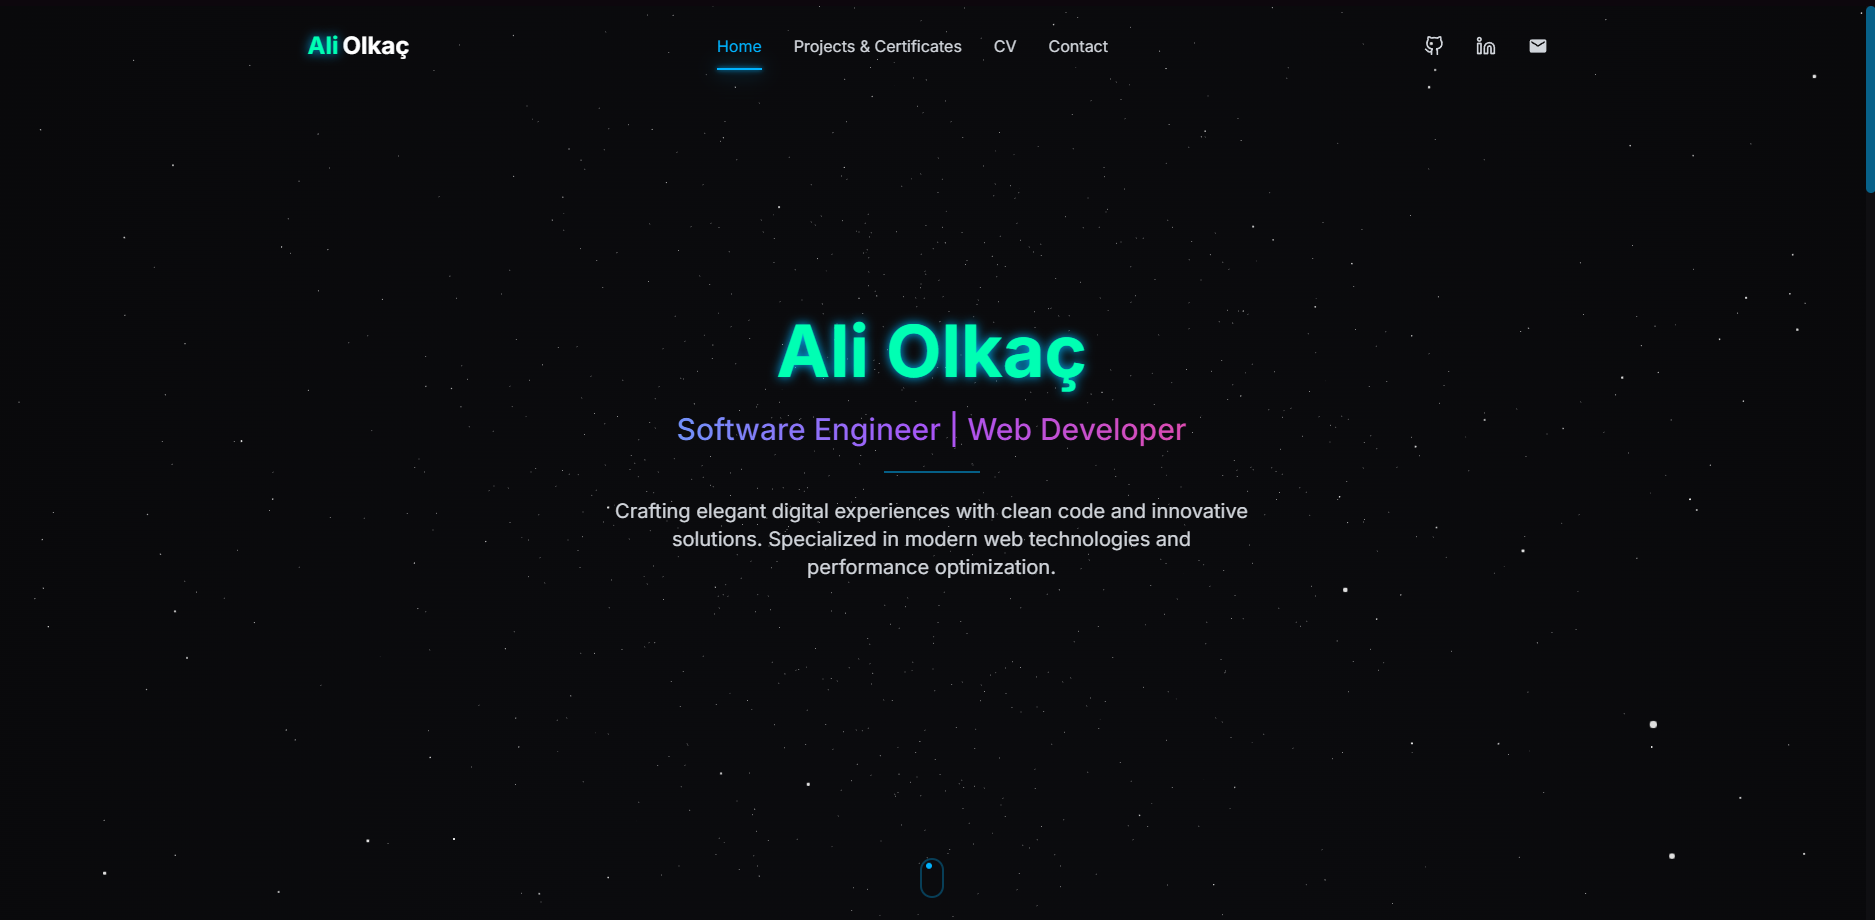 Ali Olkaç
Home
Projects & Certificates
CV
Contact
Ali Olkaç
Software Engineer | Web Developer
Crafting elegant digital experiences with clean code and innovative
solutions. Specialized in modern web technologies and
performance optimization.